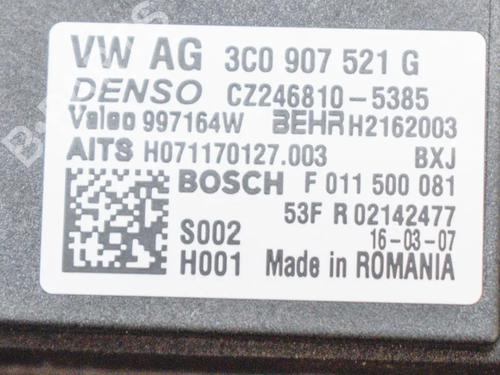 VW AG 3C0 907 521 G
DENSO CZ246810-5385
Valeo 997164W BEHR H2162003
AITS H071170127.003 BXJ
BOSCH F 011 500 081
53F R 02142477
S002 16-03-07
H001 Made in ROMANIA